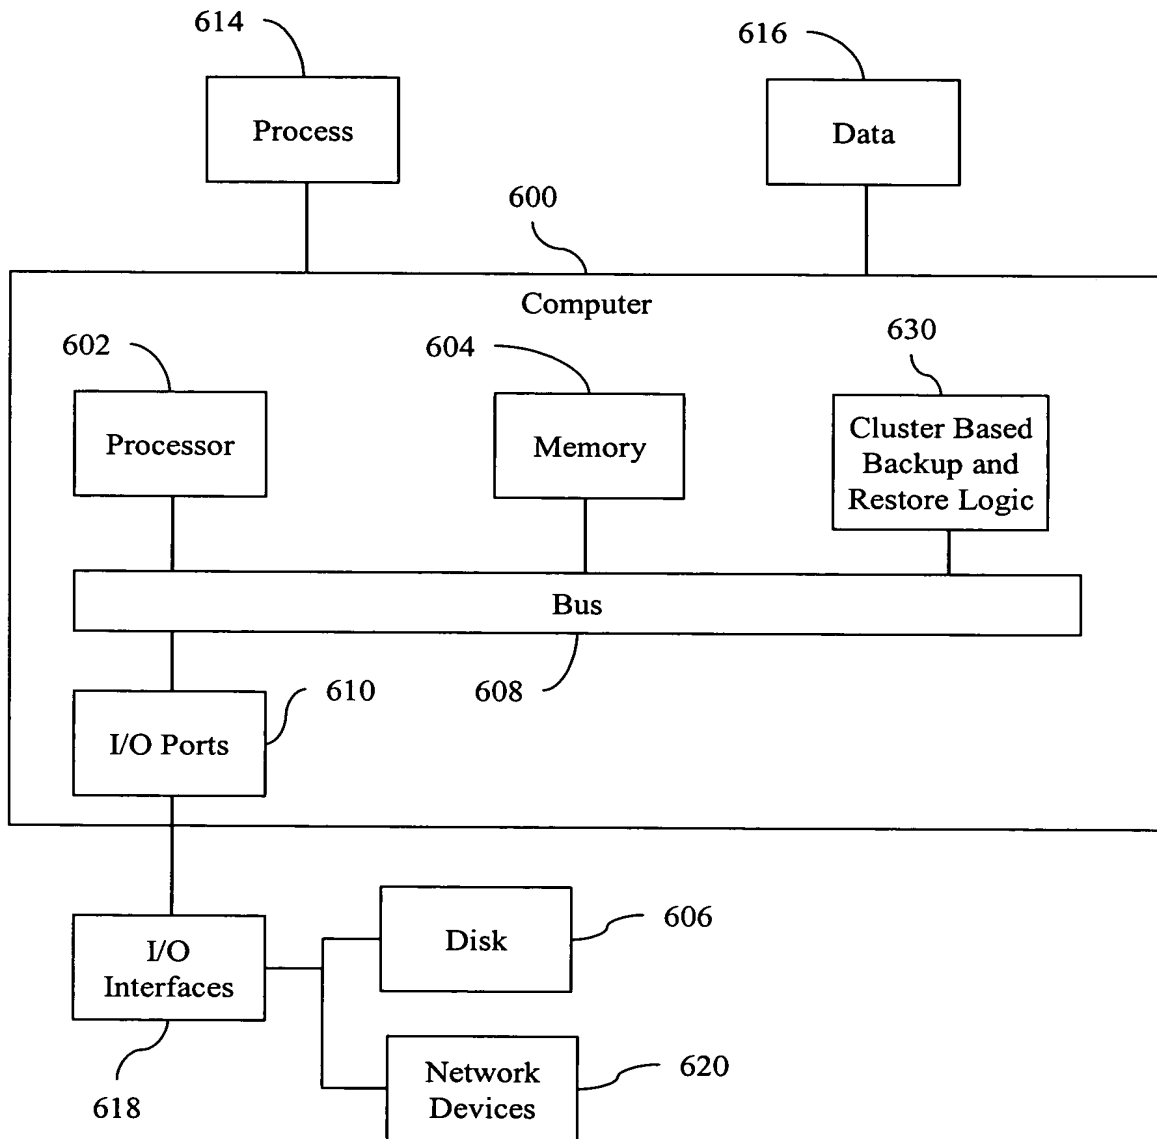 614
616
Process
Data
600
Computer
602
604
630
Processor
Memory
Cluster Based
Backup and
Restore Logic
Bus
610
608
I/O Ports
606
Disk
I/O
Interfaces
620
Network
Devices
618